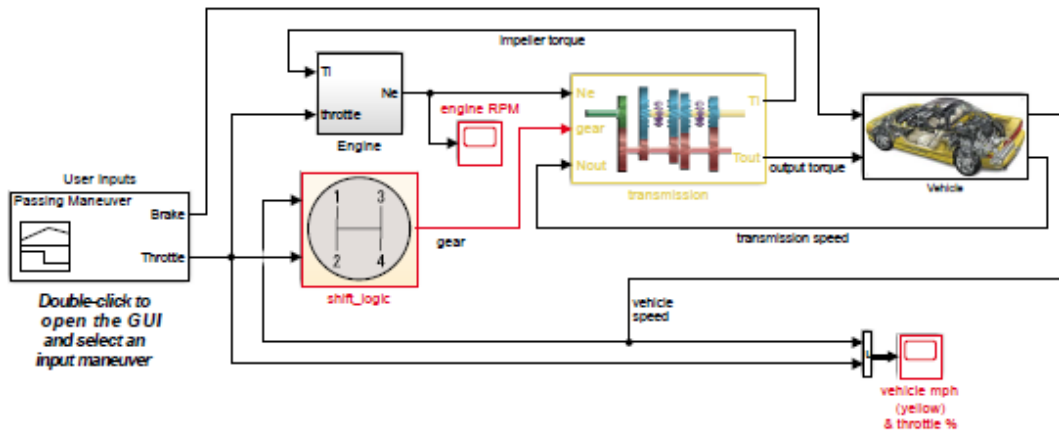 Impeller torque
TI
Ne
throttle
Engine
engine RPM
Ne
gear
Nout
TI
Tout
transmission
output torque
Vehicle
transmission speed
User Inputs
Passing Maneuver
Brake
Throttle
1 3
2 4
shift_logic
gear
Double-click to
open the GUI
and select an
input maneuver
vehicle
speed
vehicle mph
(yellow)
& throttle %